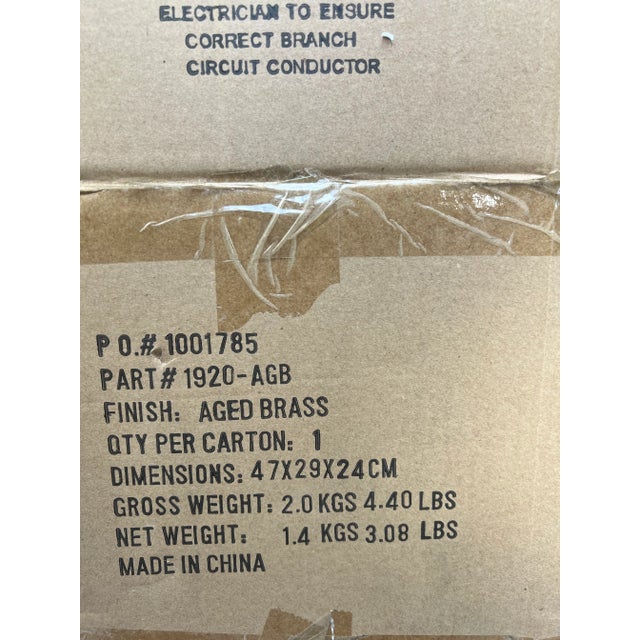 ELECTRICIAN TO ENSURE
CORRECT BRANCH
CIRCUIT CONDUCTOR
P O.#.1001785
PART# 1920-AGB
FINISH: AGED BRASS
QTY PER CARTON: 1
DIMENSIONS: 47X29X24CM
GROSS WEIGHT: 2.0 KGS 4.40 LBS
NET WEIGHT: 1.4 KGS 3.08 LBS
MADE IN CHINA